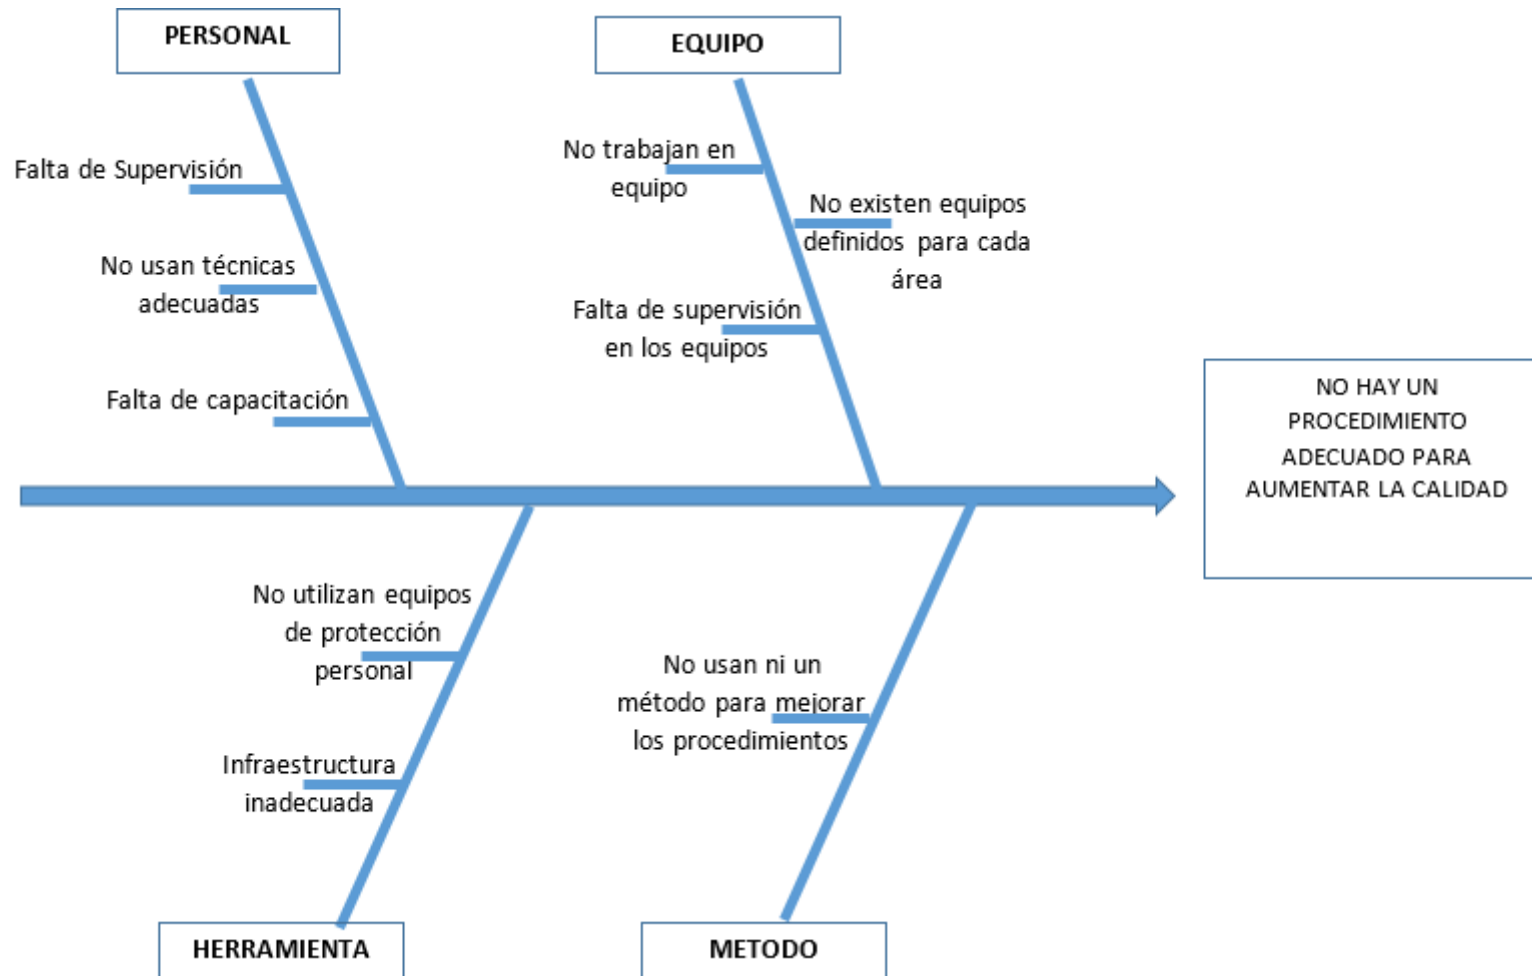 PERSONAL
EQUIPO
Falta de Supervisión
No usan técnicas
adecuadas
Falta de capacitación
No trabajan en
equipo
No existen equipos
definidos para cada
área
Falta de supervisión
en los equipos
NO HAY UN
PROCEDIMIENTO
ADECUADO PARA
AUMENTAR LA CALIDAD
No utilizan equipos
de protección
personal
Infraestructura
inadecuada
No usan ni un
método para mejorar
los procedimientos
HERRAMIENTA
METODO